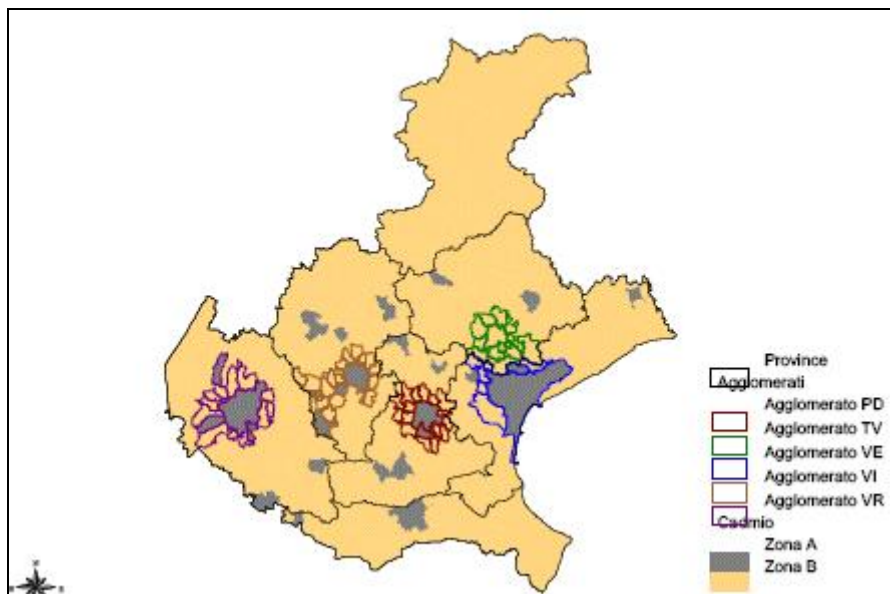 Province
Agglomerati
Agglomerato PD
Agglomerato TV
Agglomerato VE
Agglomerato VI
Agglomerato VR
Cadmio
Zona A
Zona B